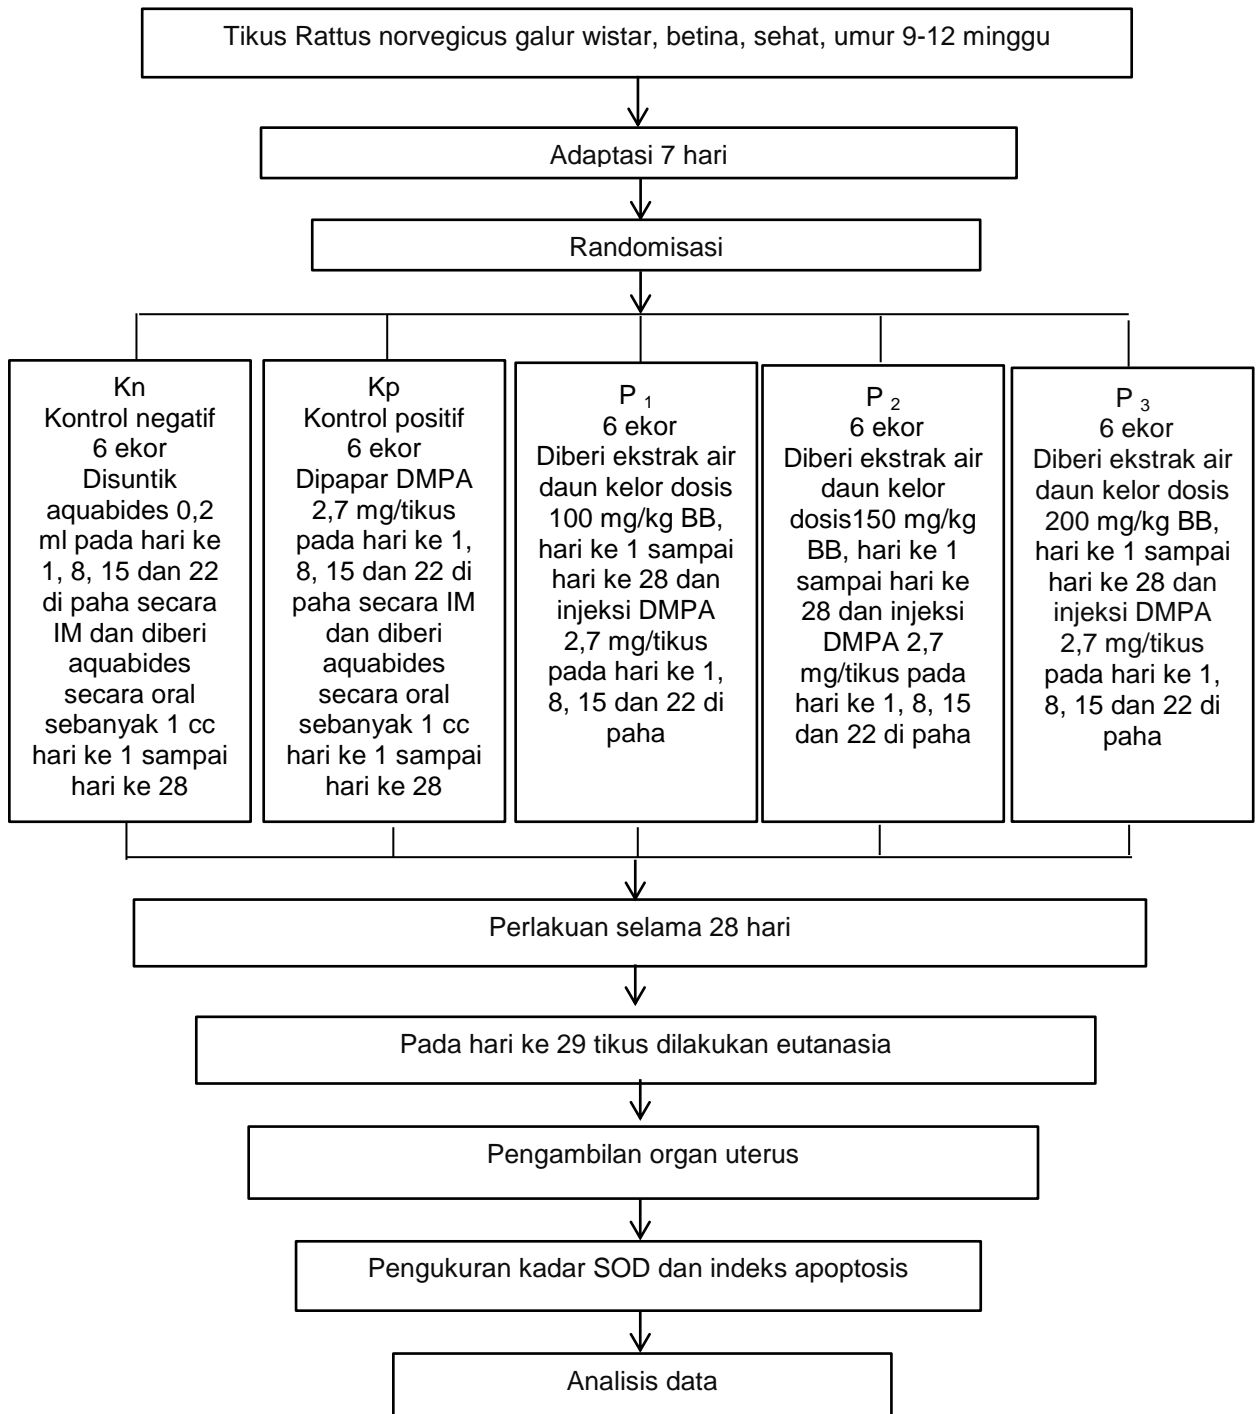 Tikus Rattus norvegicus galur wistar, betina, sehat, umur 9-12 minggu
Adaptasi 7 hari
Randomisasi
Kn
Kontrol negatif
6 ekor
Disuntik
aquabides 0,2
ml pada hari ke
1, 8, 15 dan 22
di paha secara
IM dan diberi
aquabides
secara oral
sebanyak 1 cc
hari ke 1 sampai
hari ke 28
Kp
Kontrol positif
6 ekor
Dipapar DMPA
2,7 mg/tikus
pada hari ke 1,
8, 15 dan 22 di
paha secara IM
dan diberi
aquabides
secara oral
sebanyak 1 cc
hari ke 1 sampai
hari ke 28
P 1
6 ekor
Diberi ekstrak air
daun kelor dosis
100 mg/kg BB,
hari ke 1 sampai
hari ke 28 dan
injeksi DMPA
2,7 mg/tikus
pada hari ke 1,
8, 15 dan 22 di
paha
P 2
6 ekor
Diberi ekstrak air
daun kelor
dosis150 mg/kg
BB, hari ke 1
sampai hari ke
28 dan injeksi
DMPA 2,7
mg/tikus pada
hari ke 1, 8, 15
dan 22 di paha
P 3
6 ekor
Diberi ekstrak air
daun kelor dosis
200 mg/kg BB,
hari ke 1 sampai
hari ke 28 dan
injeksi DMPA
2,7 mg/tikus
pada hari ke 1,
8, 15 dan 22 di
paha
Perlakuan selama 28 hari
Pada hari ke 29 tikus dilakukan eutanasia
Pengambilan organ uterus
Pengukuran kadar SOD dan indeks apoptosis
Analisis data